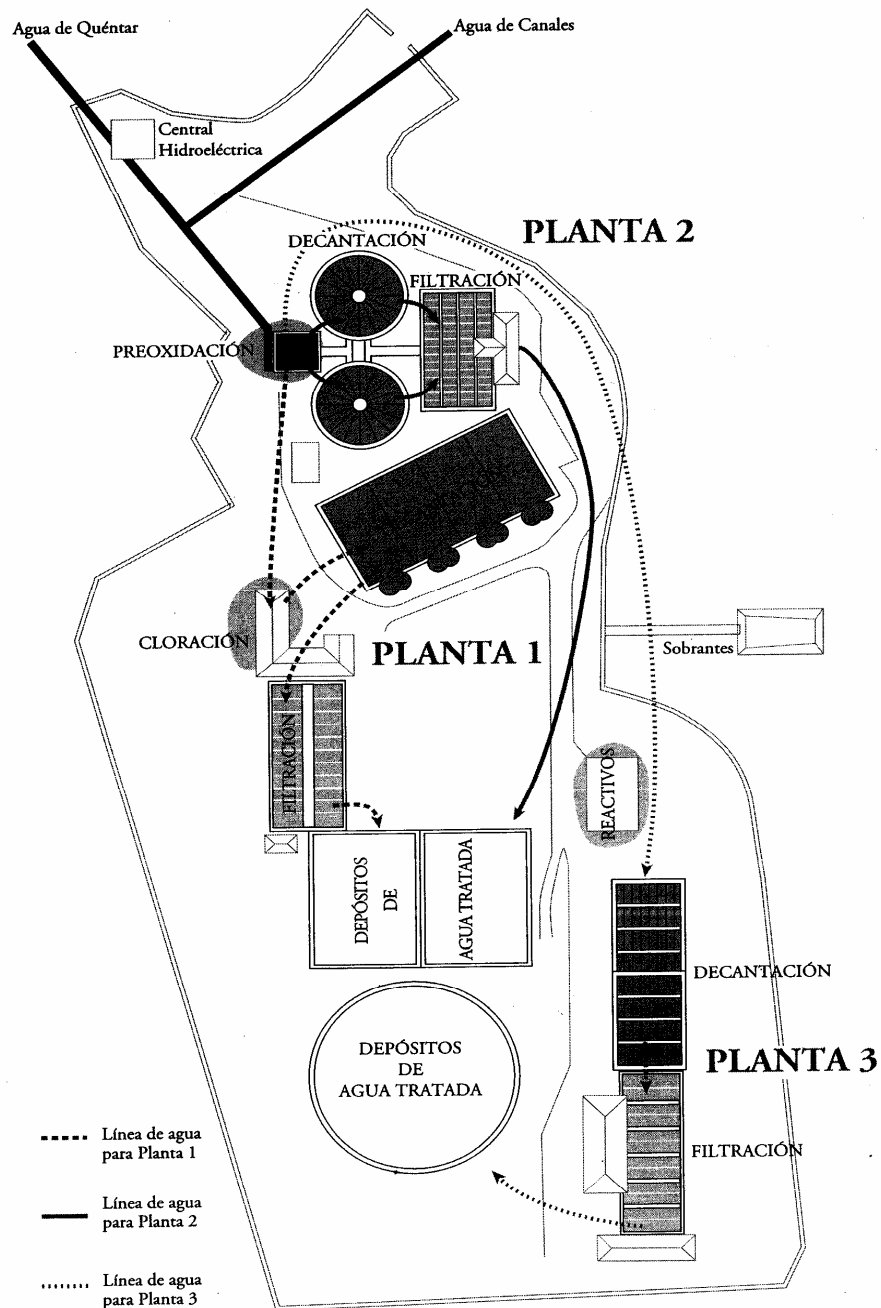 Agua de Quéntar
Agua de Canales
Central
Hidroeléctrica
PLANTA 2
DECANTACIÓN
FILTRACIÓN
PREOXIDACIÓN
CLORACIÓN
PLANTA 1
Sobrantes
FILTRACIÓN
REACTIVOS
DEPÓSITOS
DE
AGUA TRATADA
DECANTACIÓN
DEPÓSITOS
DE
AGUA TRATADA
PLANTA 3
FILTRACIÓN
Línea de agua
para Planta 1
Línea de agua
para Planta 2
Línea de agua
para Planta 3